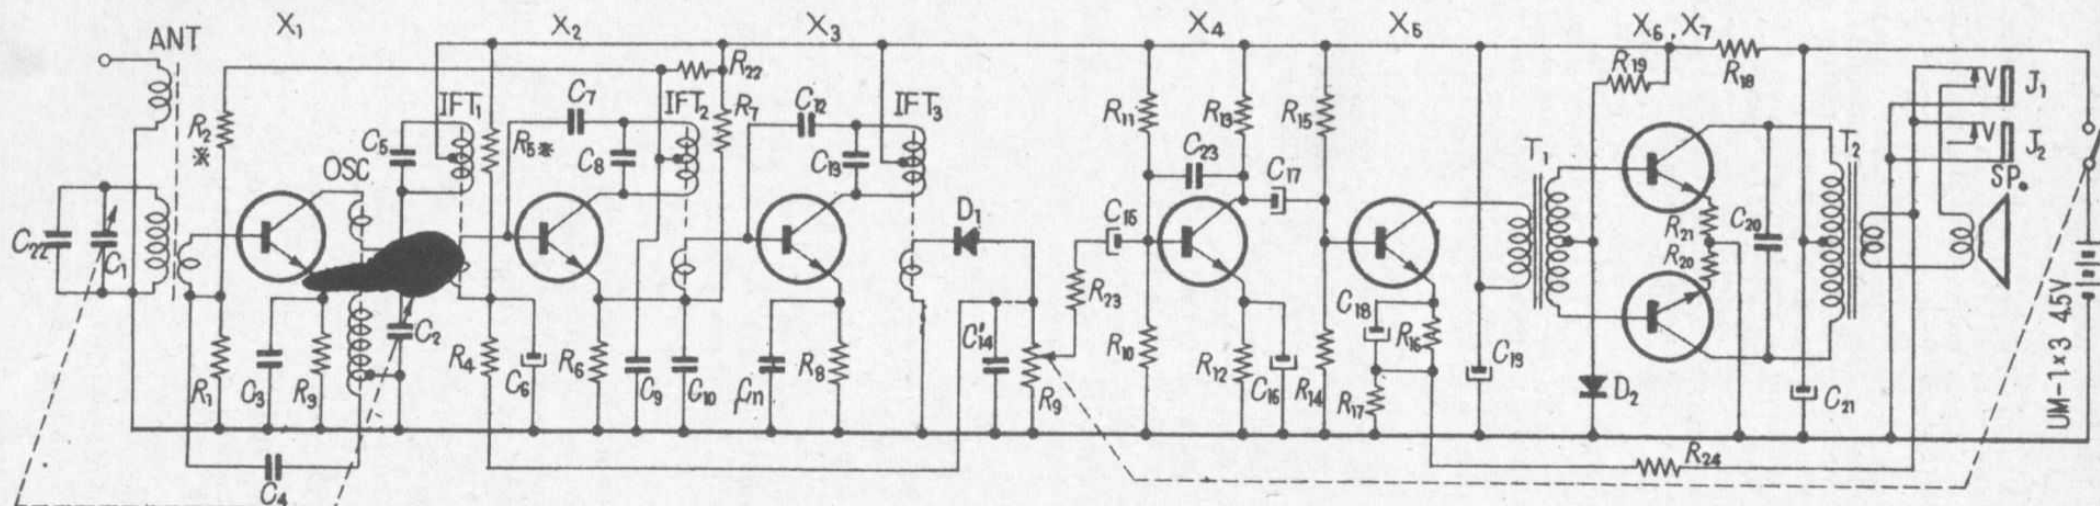 X₁ X₂ X₃ X₄ X₅ X₆, X₇
ANT
R₂
※
OSC
C₂₂
C₁
R₁
C₃
R₃
C₄
C₅
IFT₁
C₂
R₅※
R₄
C₆
C₇
C₈
R₆
C₉
C₁₀
IFT₂
R₂₂
R₇
C₁₂
C₁₃
IFT₃
C₁₁
R₈
D₁
C₁₄
R₉
R₂₃
C₁₅
R₁₁
R₁₃
R₁₅
C₂₃
C₁₇
R₁₀
R₁₂
C₁₆
R₁₄
C₁₈
R₁₆
R₁₇
C₁₉
T₁
R₁₉
R₁₈
R₂₁
R₂₀
C₂₀
D₂
T₂
C₂₁
R₂₄
V J₁
V J₂
SP.
UM-1×3 4.5V